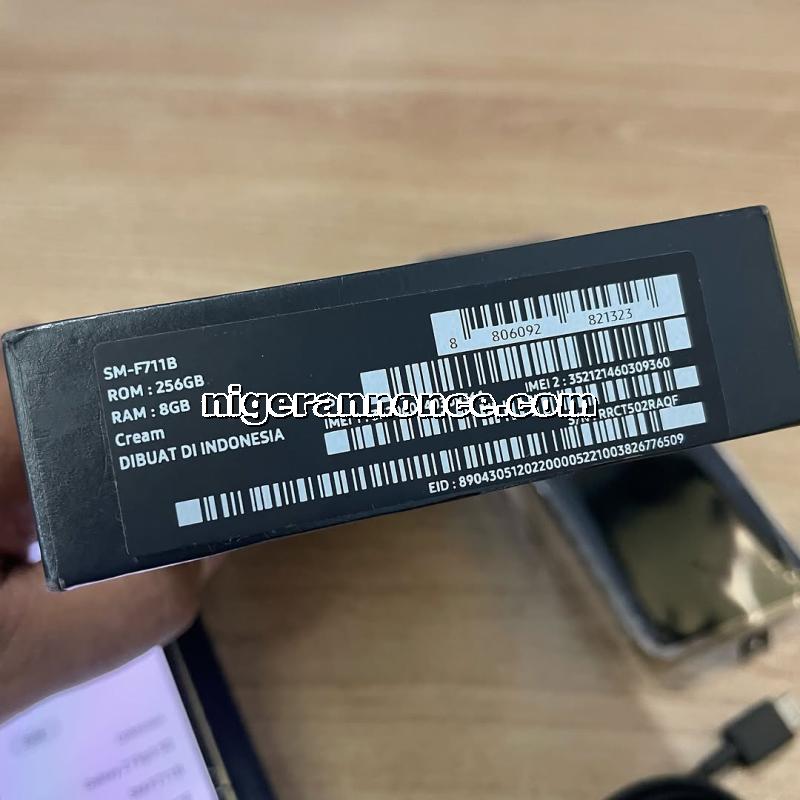 SM-F711B
ROM : 256GB
RAM : 8GB
Cream
DIBUAT DI INDONESIA
8 806092 821323
IMEI 2 : 352121460309360
S/N : RRCT502RAQF
EID : 89043051202200005221003826776509
nigerannonce.com